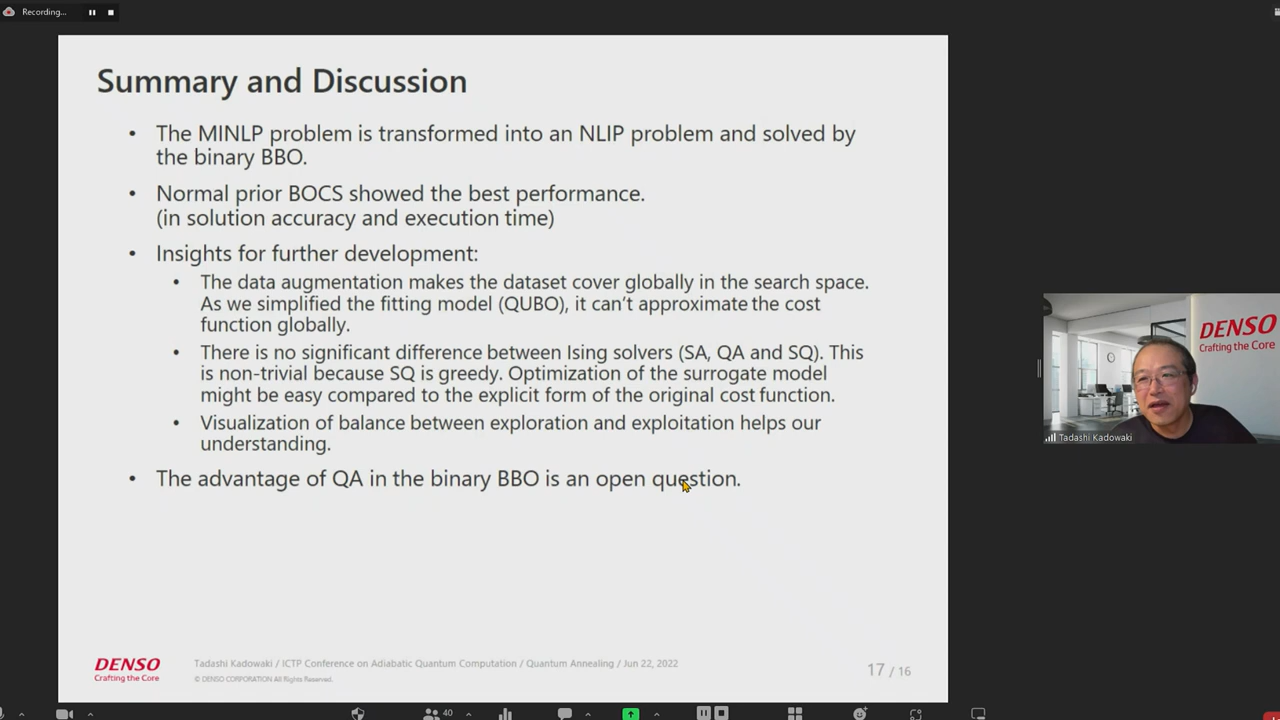 Recording...
Summary and Discussion
• The MINLP problem is transformed into an NLIP problem and solved by
the binary BBO.
• Normal prior BOCS showed the best performance.
(in solution accuracy and execution time)
• Insights for further development:
• The data augmentation makes the dataset cover globally in the search space.
As we simplified the fitting model (QUBO), it can't approximate the cost
function globally.
• There is no significant difference between Ising solvers (SA, QA and SQ). This
is non-trivial because SQ is greedy. Optimization of the surrogate model
might be easy compared to the explicit form of the original cost function.
• Visualization of balance between exploration and exploitation helps our
understanding.
• The advantage of QA in the binary BBO is an open question.
DENSO
Crafting the Core
Tadashi Kadowaki / ICTP Conference on Adiabatic Quantum Computation / Quantum Annealing / Jun 22, 2022
© DENSO CORPORATION All Rights Reserved.
17 / 16
DENSO
Crafting the Core
Tadashi Kadowaki
40